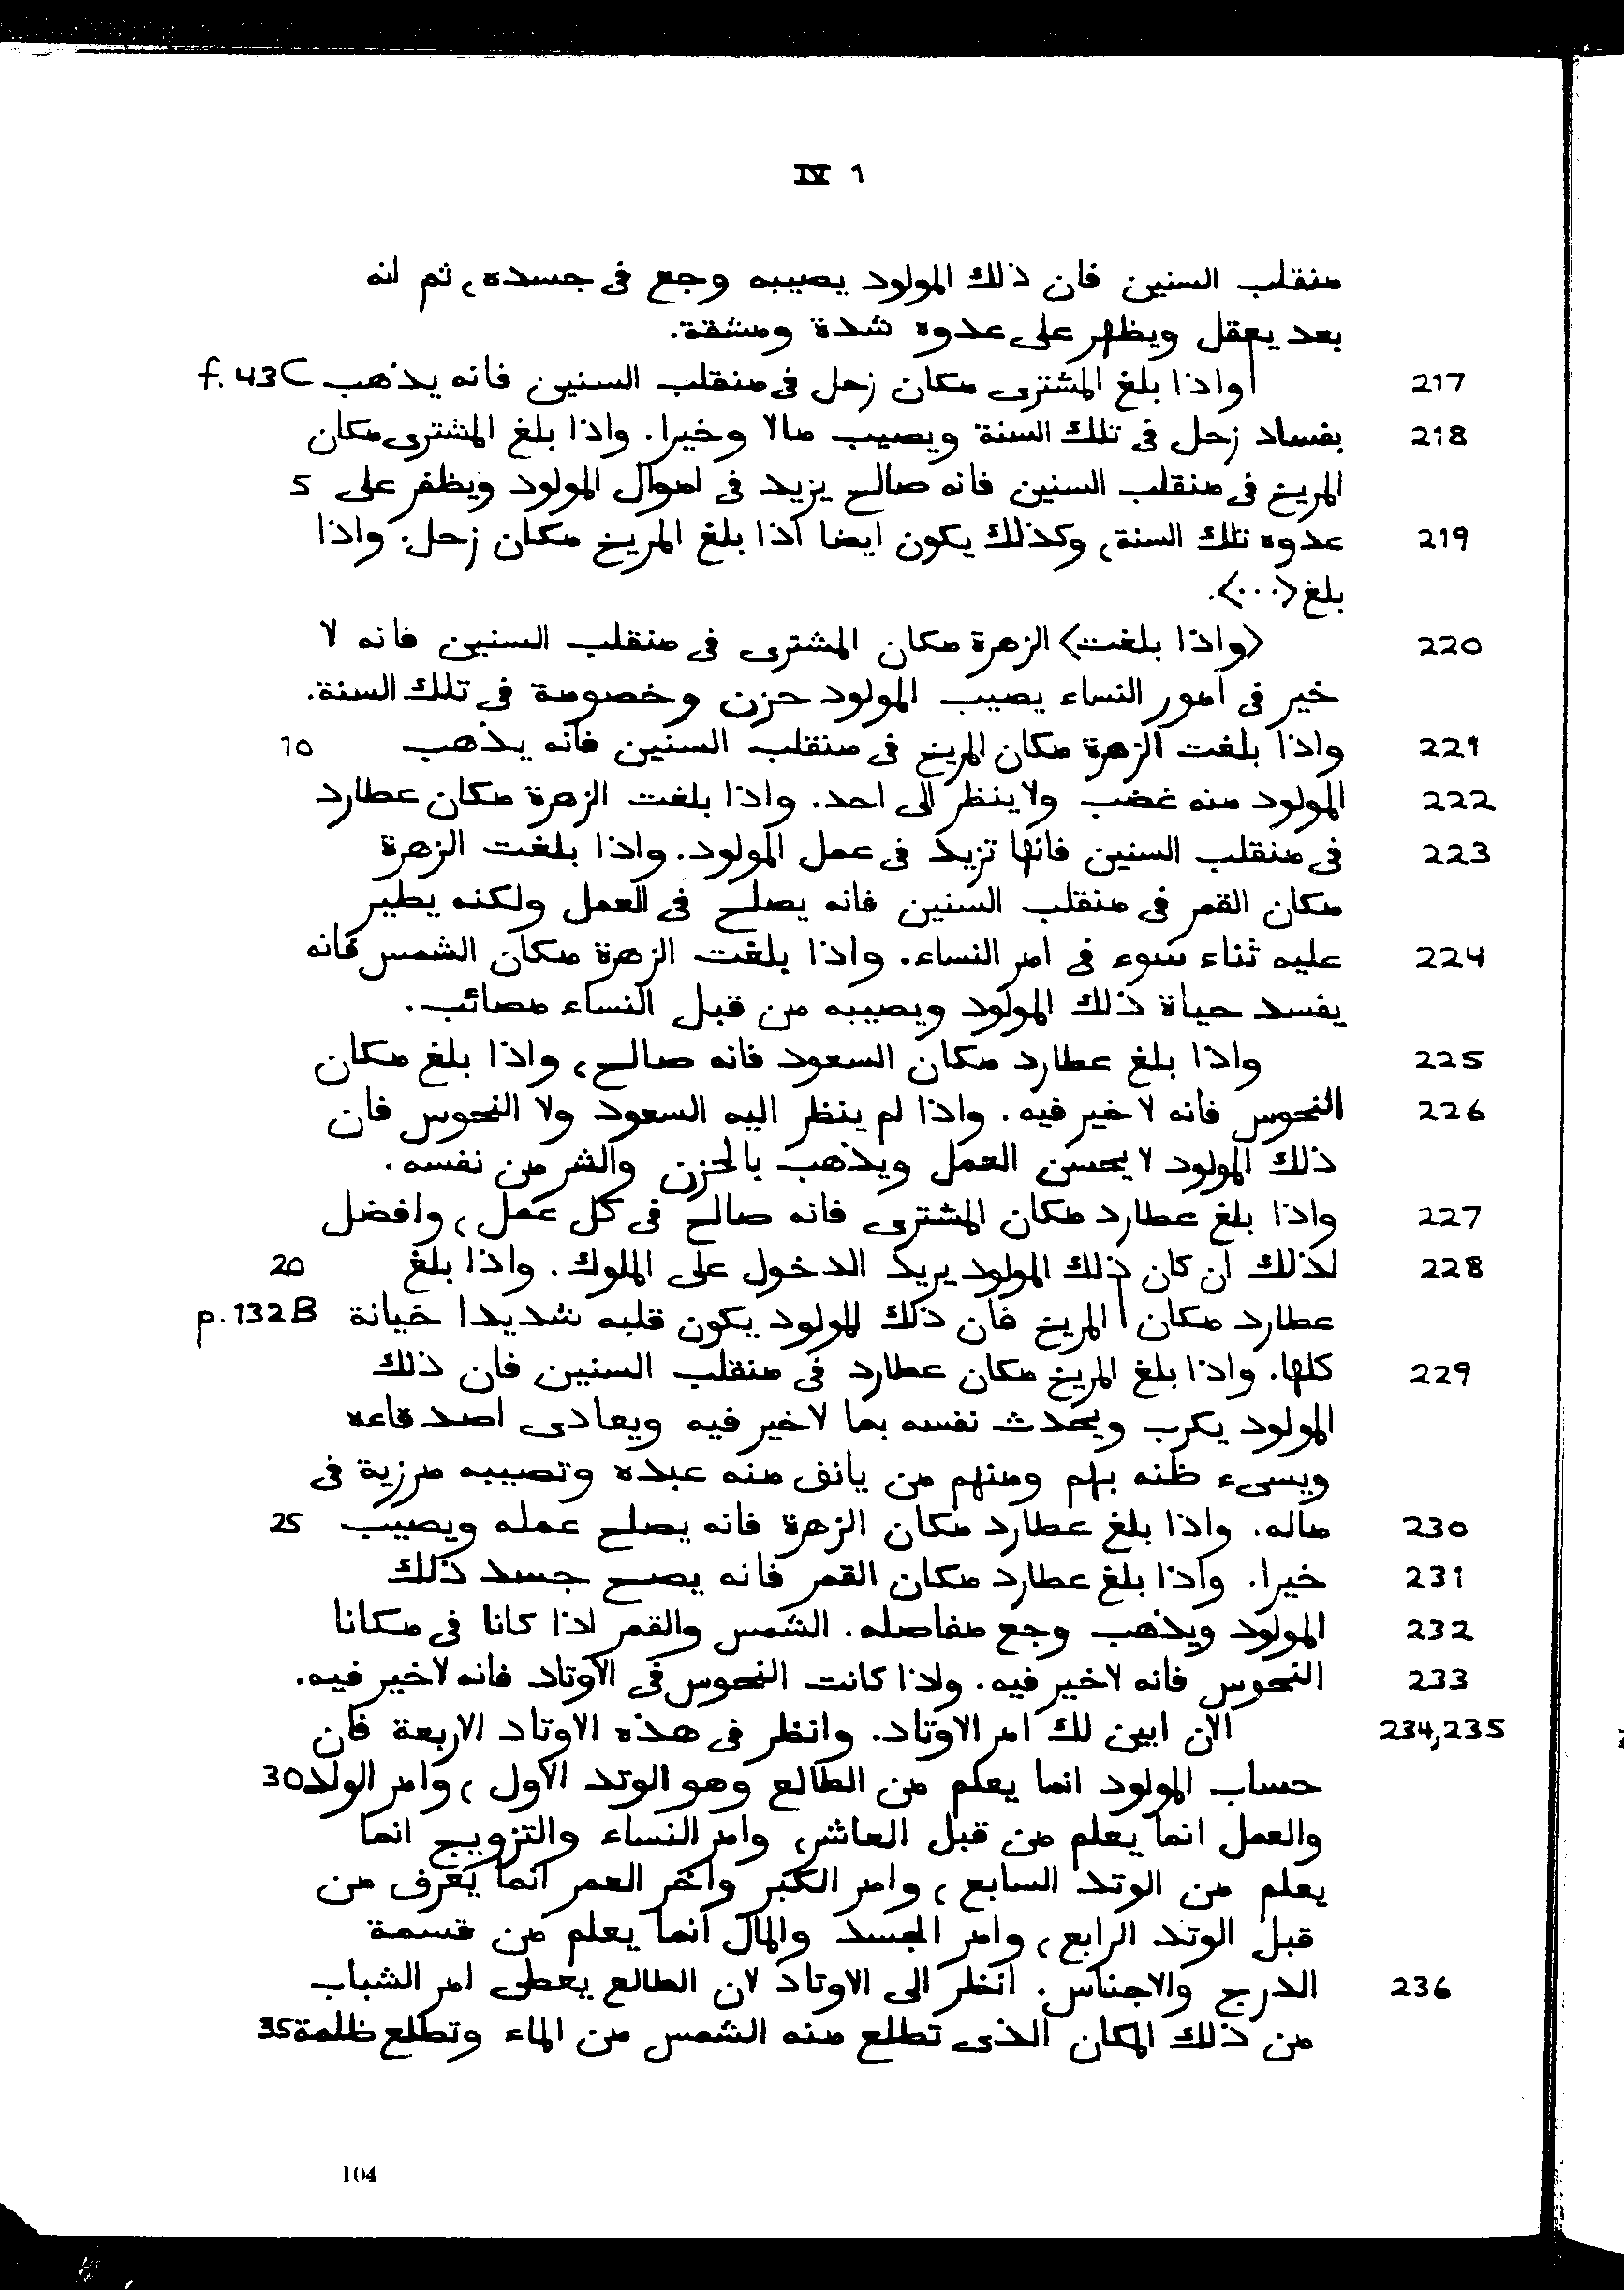 IV 1
منقلب السنين فان ذلك المولود يصيبه وجع فى جسده، ثم انه
بعد يعقل ويظهر على عدوه شدة ومشقة.
217 واذا بلغ المشترى مكان زحل فى منقلب السنين فانه يذهب f. 43C
218 بفساد زحل فى تلك السنة ويصيب مالا وخيرا. واذا بلغ المشترى مكان
المريخ فى منقلب السنين فانه صالح يزيد فى اموال المولود ويظفر على 5
219 عدوه تلك السنة، وكذلك يكون ايضا اذا بلغ المريخ مكان زحل. واذا
بلغ <...>.
220 <واذا بلغت> الزهرة مكان المشترى فى منقلب السنين فانه لا
خير فى امور النساء يصيب المولود حزن وخصومة فى تلك السنة.
221 واذا بلغت الزهرة مكان المريخ فى منقلب السنين فانه يذهب 10
222 المولود منه غضب ولا ينظر الى احد. واذا بلغت الزهرة مكان عطارد
223 فى منقلب السنين فانها تزيد فى عمل المولود. واذا بلغت الزهرة
مكان القمر فى منقلب السنين فانه يصلح فى العمل ولكنه يطير
224 عليه ثناء سوء فى امر النساء. واذا بلغت الزهرة مكان الشمس فانه
يفسد حياة ذلك المولود ويصيبه من قبل النساء مصائب.
225 واذا بلغ عطارد مكان السعود فانه صالح، واذا بلغ مكان
226 النحوس فانه لا خير فيه. واذا لم ينظر اليه السعود ولا النحوس فان
ذلك المولود لا يحسن العمل ويذهب بالحزن والشر من نفسه.
227 واذا بلغ عطارد مكان المشترى فانه صالح فى كل عمل، وافضل
228 لذلك ان كان ذلك المولود يريد الدخول على الملوك. واذا بلغ 20
عطارد مكان المريخ فان ذلك المولود يكون قلبه شديدا خيانة p. 132B
229 كلها. واذا بلغ المريخ مكان عطارد فى منقلب السنين فان ذلك
المولود يكرب ويحدث نفسه بما لا خير فيه ويعادى اصدقاءه
ويسىء ظنه بهم ومنهم من يانق منه عبده وتصيبه مرزية فى
230 ماله. واذا بلغ عطارد مكان الزهرة فانه يصلح عمله ويصيب 25
231 خيرا. واذا بلغ عطارد مكان القمر فانه يصح جسد ذلك
232 المولود ويذهب وجع مفاصله. الشمس والقمر اذا كانا فى مكانا
233 النحوس فانه لا خير فيه. واذا كانت النحوس فى الاوتاد فانه لا خير فيه.
234,235 الآن ابين لك امر الاوتاد. وانظر فى هذه الاوتاد الاربعة فان
حساب المولود انما يعلم من الطالع وهو الوتد الاول، وامر الولد 30
والعمل انما يعلم من قبل العاشر، وامر النساء والتزويج انما
يعلم من الوتد السابع، وامر الكبر وآخر العمر انما يعرف من
قبل الوتد الرابع، وامر الجسد والمال انما يعلم من قسمة
236 الدرج والاجناس. انظر الى الاوتاد لان الطالع يعطى امر الشباب
من ذلك المكان الذى تطلع منه الشمس من الماء وتطلع ظلمة 35
104